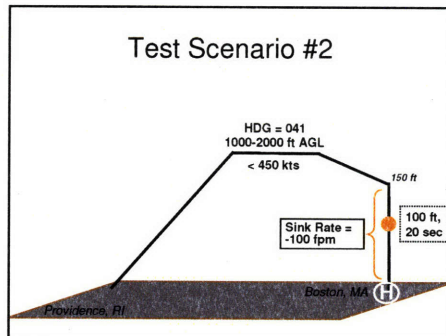 Test Scenario #2
HDG = 041
1000-2000 ft AGL
< 450 kts
150 ft
Sink Rate =
-100 fpm
100 ft,
20 sec
Boston, MA
H
Providence, RI